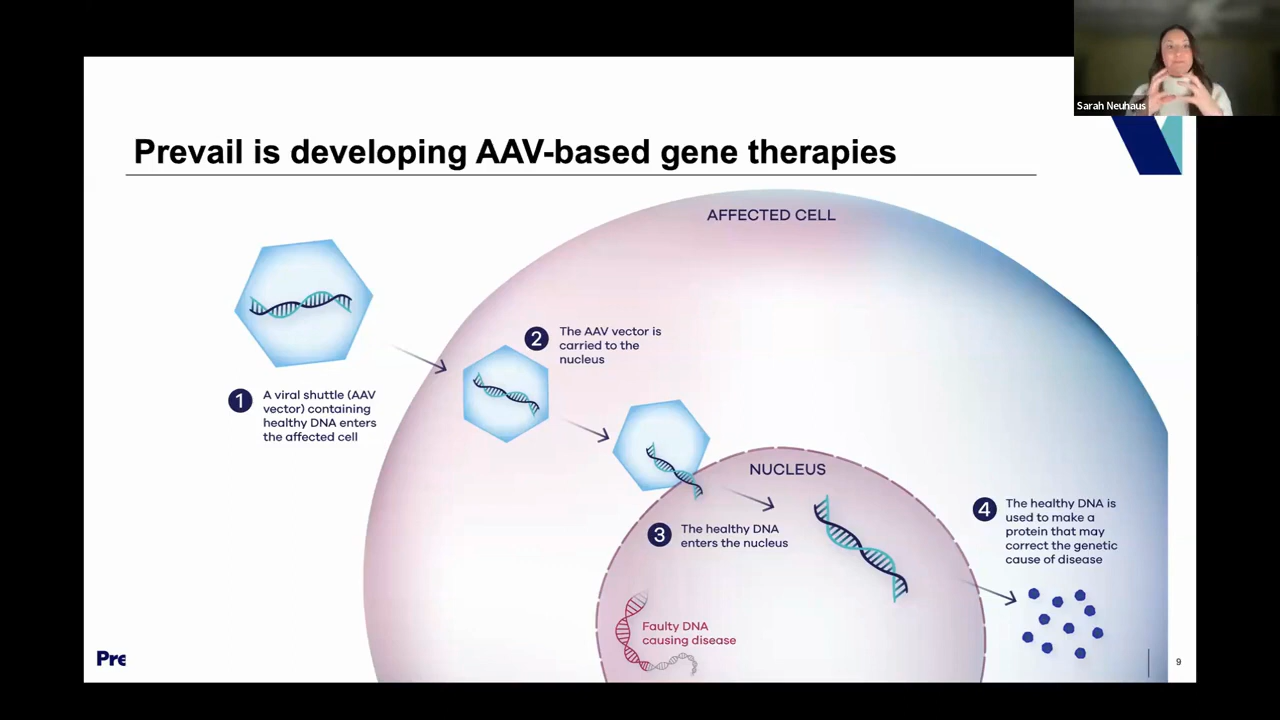 Sarah Neuhaus
Prevail is developing AAV-based gene therapies
AFFECTED CELL
1
A viral shuttle (AAV
vector) containing
healthy DNA enters
the affected cell
2
The AAV vector is
carried to the
nucleus
NUCLEUS
3
The healthy DNA
enters the nucleus
4
The healthy DNA is
used to make a
protein that may
correct the genetic
cause of disease
Faulty DNA
causing disease
Pre
9